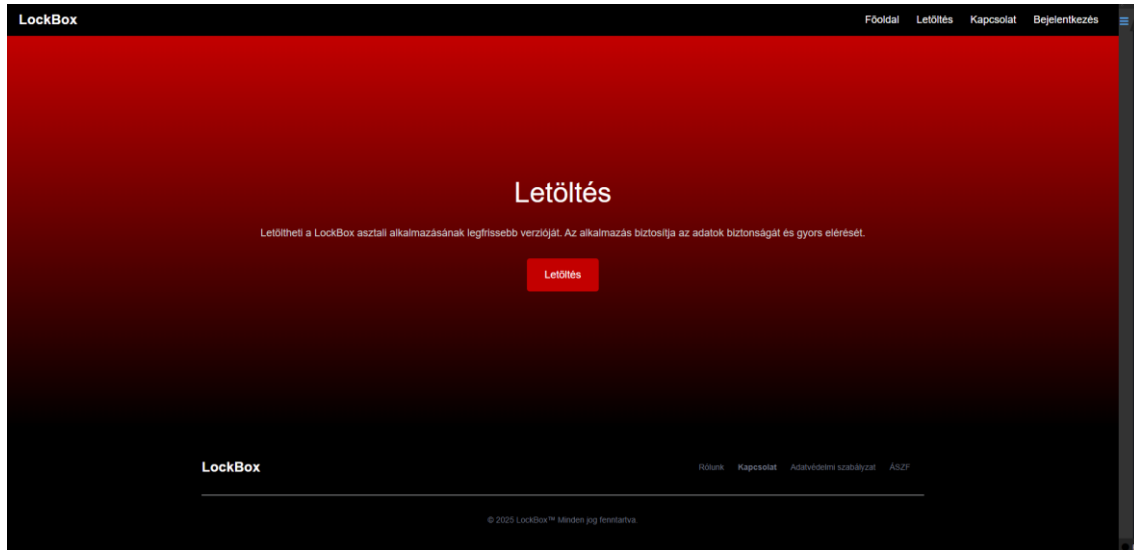 LockBox
Főoldal Letöltés Kapcsolat Bejelentkezés
Letöltés
Letöltheti a LockBox asztali alkalmazásának legfrissebb verzióját. Az alkalmazás biztosítja az adatok biztonságát és gyors elérését.
Letöltés
LockBox
Rólunk Kapcsolat Adatvédelmi szabályzat ÁSZF
© 2025 LockBox™ Minden jog fenntartva